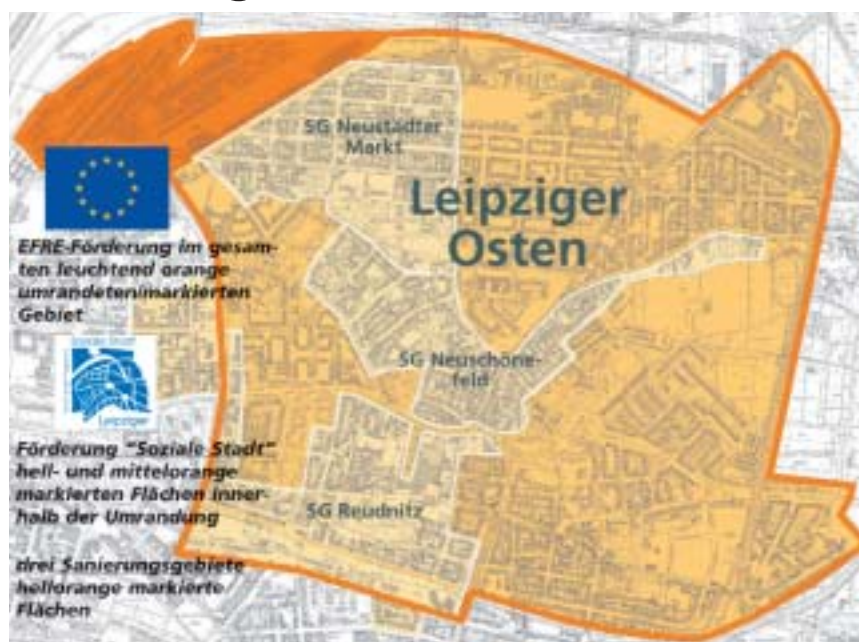 SG Neustädter
Markt
Leipziger
Osten
EFRE-Förderung im gesam-
ten leuchtend orange
umrandeten/markierten
Gebiet
SG Neuschöne-
feld
Leipziger
Förderung "Soziale Stadt"
hell- und mittelorange
markierten Flächen inner-
halb der Umrandung
SG Reudnitz
drei Sanierungsgebiete
hellorange markierte
Flächen